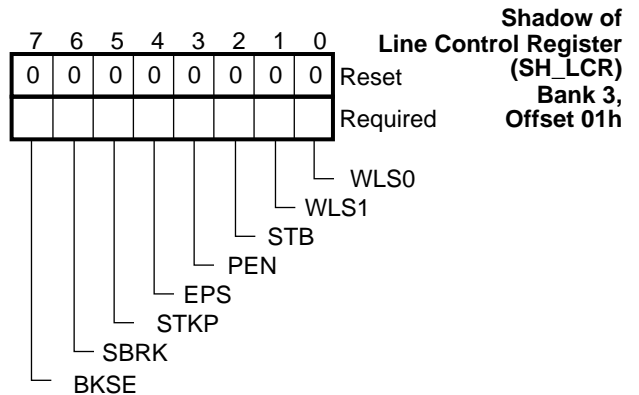 Shadow of
Line Control Register
(SH_LCR)
Bank 3,
Offset 01h
7 6 5 4 3 2 1 0
0 0 0 0 0 0 0 0 Reset
Required
WLS0
WLS1
STB
PEN
EPS
STKP
SBRK
BKSE